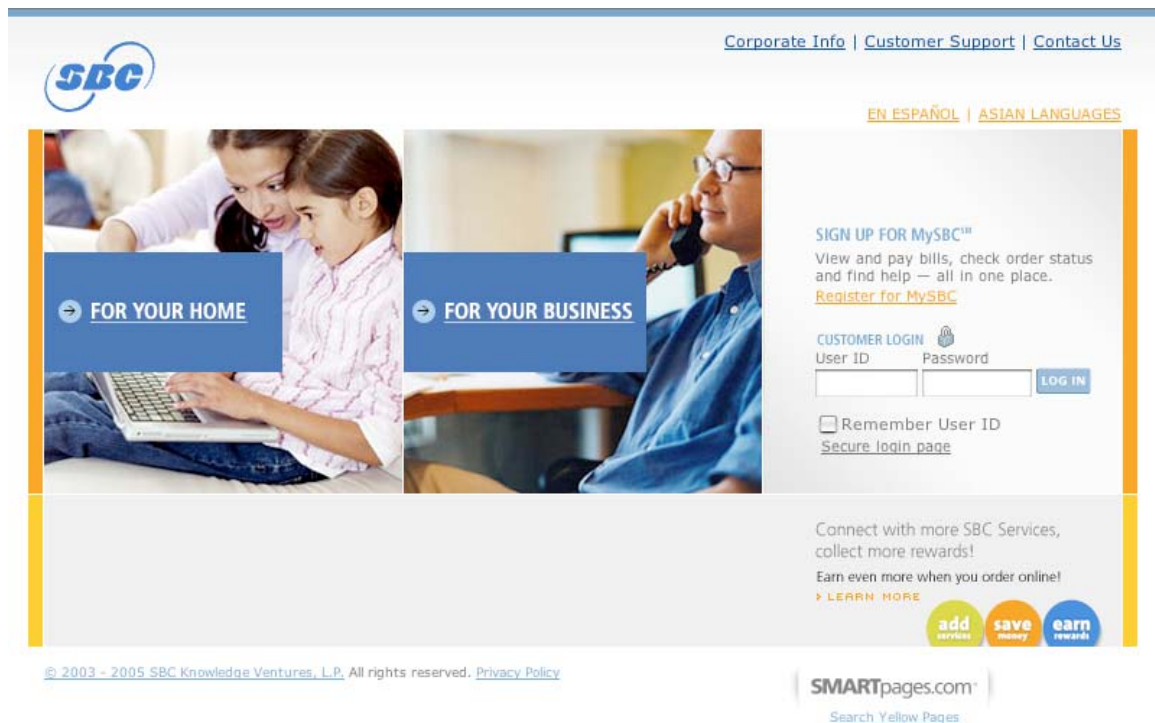 SBC
Corporate Info | Customer Support | Contact Us
EN ESPAÑOL | ASIAN LANGUAGES
FOR YOUR HOME
FOR YOUR BUSINESS
SIGN UP FOR MySBC℠
View and pay bills, check order status
and find help — all in one place.
Register for MySBC
CUSTOMER LOGIN
User ID Password
LOG IN
Remember User ID
Secure login page
Connect with more SBC Services,
collect more rewards!
Earn even more when you order online!
LEARN MORE
add
services
save
money
earn
rewards
© 2003 - 2005 SBC Knowledge Ventures, L.P. All rights reserved. Privacy Policy
SMARTpages.com
Search Yellow Pages